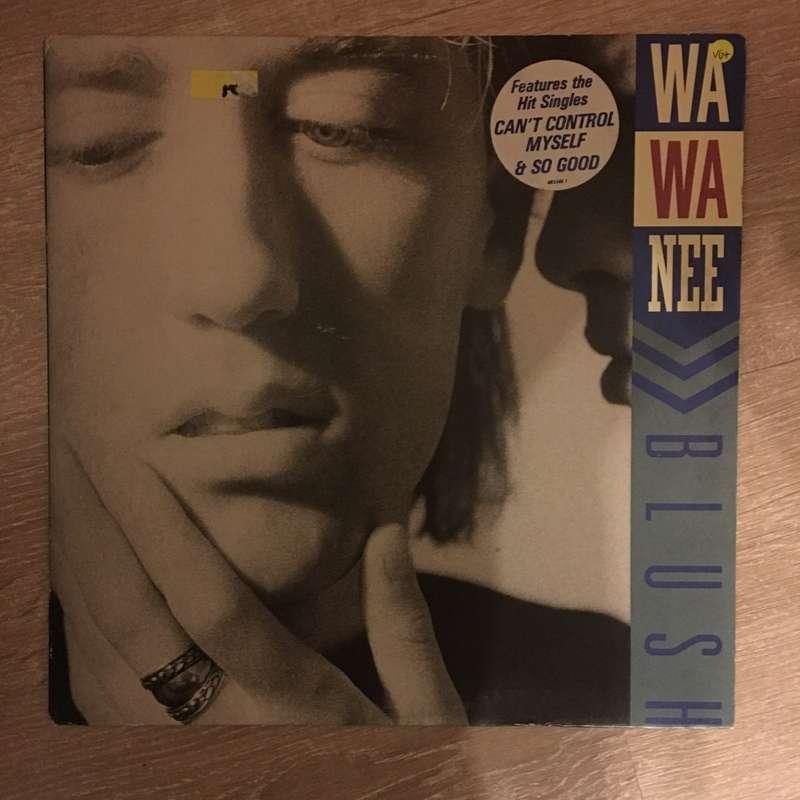 Features the
Hit Singles
CAN'T CONTROL
MYSELF
& SO GOOD
WA
WA
NEE
BLUSH
VG+